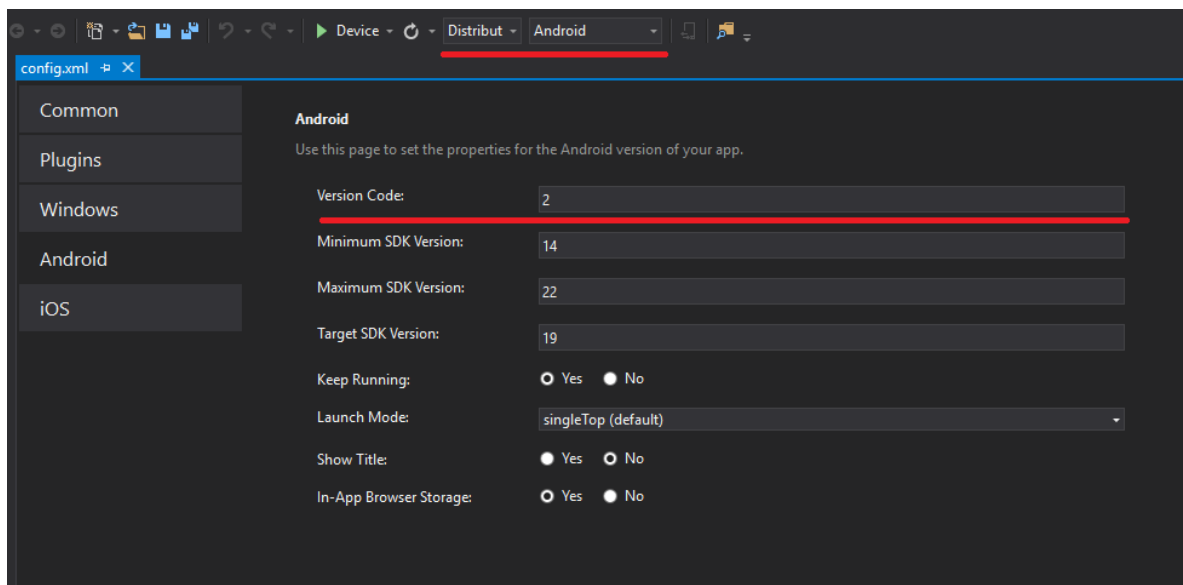 Device Distribut Android
config.xml
Common
Plugins
Windows
Android
iOS
Android
Use this page to set the properties for the Android version of your app.
Version Code: 2
Minimum SDK Version: 14
Maximum SDK Version: 22
Target SDK Version: 19
Keep Running: Yes No
Launch Mode: singleTop (default)
Show Title: Yes No
In-App Browser Storage: Yes No